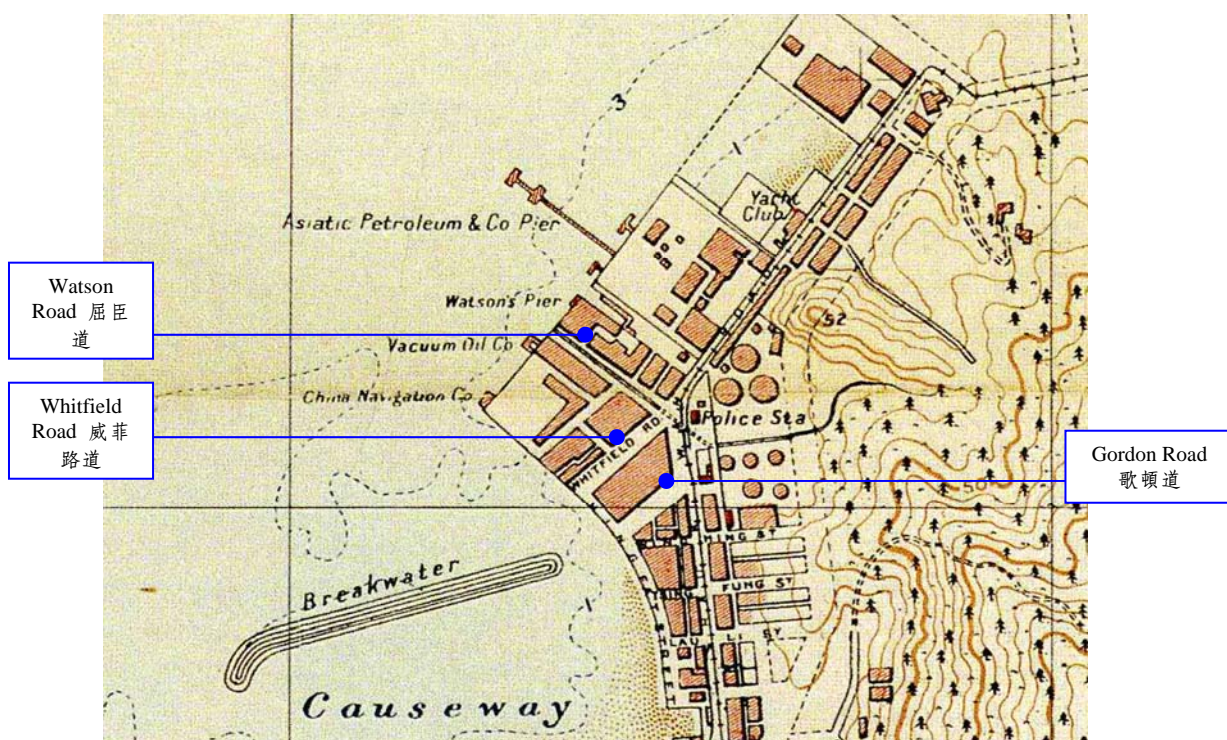 3
1
Yacht
Club
Asiatic Petroleum & Co Pier
Watson
Road 屈臣
道
Watson's Pier
52
Vacuum Oil Co
Whitfield
Road 威菲
路道
China Navigation Co
Police Sta
WHITFIELD RD
Gordon Road
歌頓道
50
KING MING ST
Breakwater
TSING FUNG ST
1
LAU LI ST
Causeway